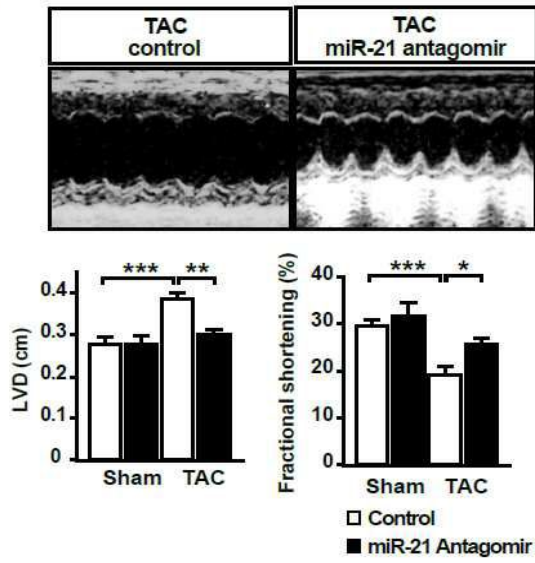 TAC
control
TAC
miR-21 antagomir
***
**
LVD (cm)
0.4
0.3
0.2
0.1
0
Sham
TAC
***
*
Fractional shortening (%)
40
30
20
10
0
Sham
TAC
Control
miR-21 Antagomir